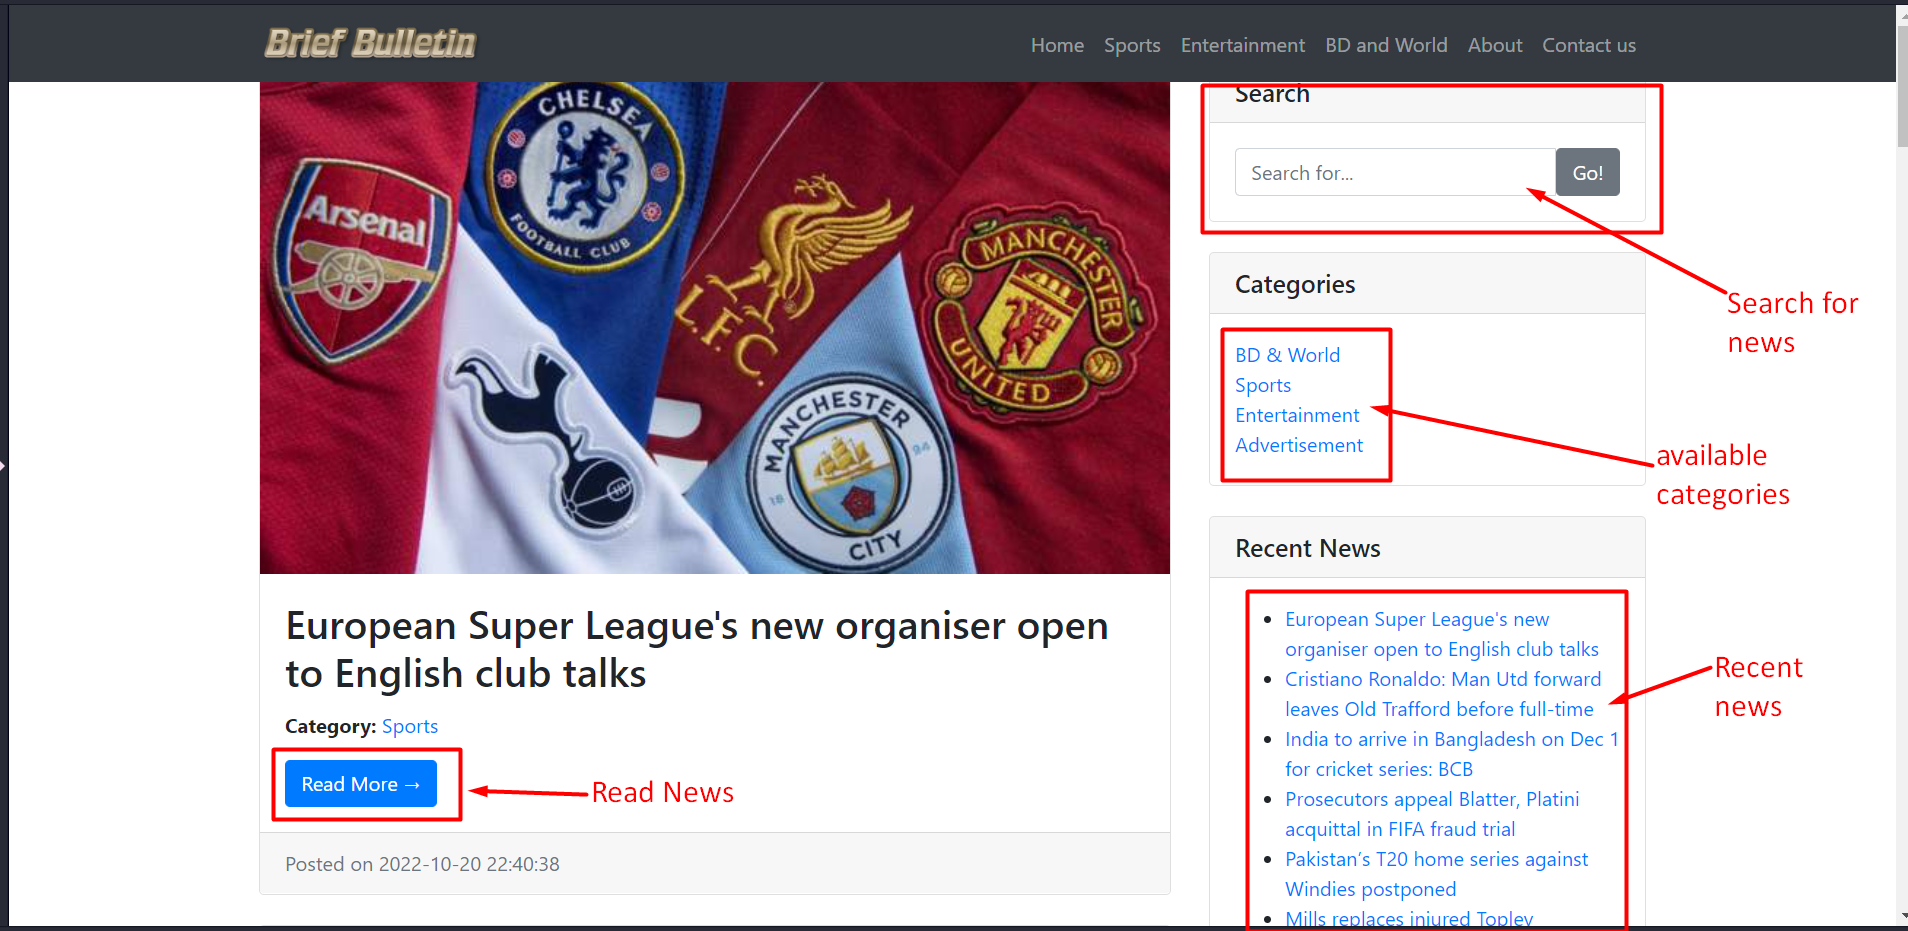 Brief Bulletin
Home Sports Entertainment BD and World About Contact us
CHELSEA
FOOTBALL CLUB
Arsenal
L.F.C.
MANCHESTER
UNITED
MANCHESTER
18 94
CITY
European Super League's new organiser open
to English club talks
Category: Sports
Read More →
Read News
Posted on 2022-10-20 22:40:38
Search
Search for...
Go!
Search for
news
Categories
BD & World
Sports
Entertainment
Advertisement
available
categories
Recent News
European Super League's new
organiser open to English club talks
Cristiano Ronaldo: Man Utd forward
leaves Old Trafford before full-time
India to arrive in Bangladesh on Dec 1
for cricket series: BCB
Prosecutors appeal Blatter, Platini
acquittal in FIFA fraud trial
Pakistan’s T20 home series against
Windies postponed
Mills replaces injured Topley
Recent
news